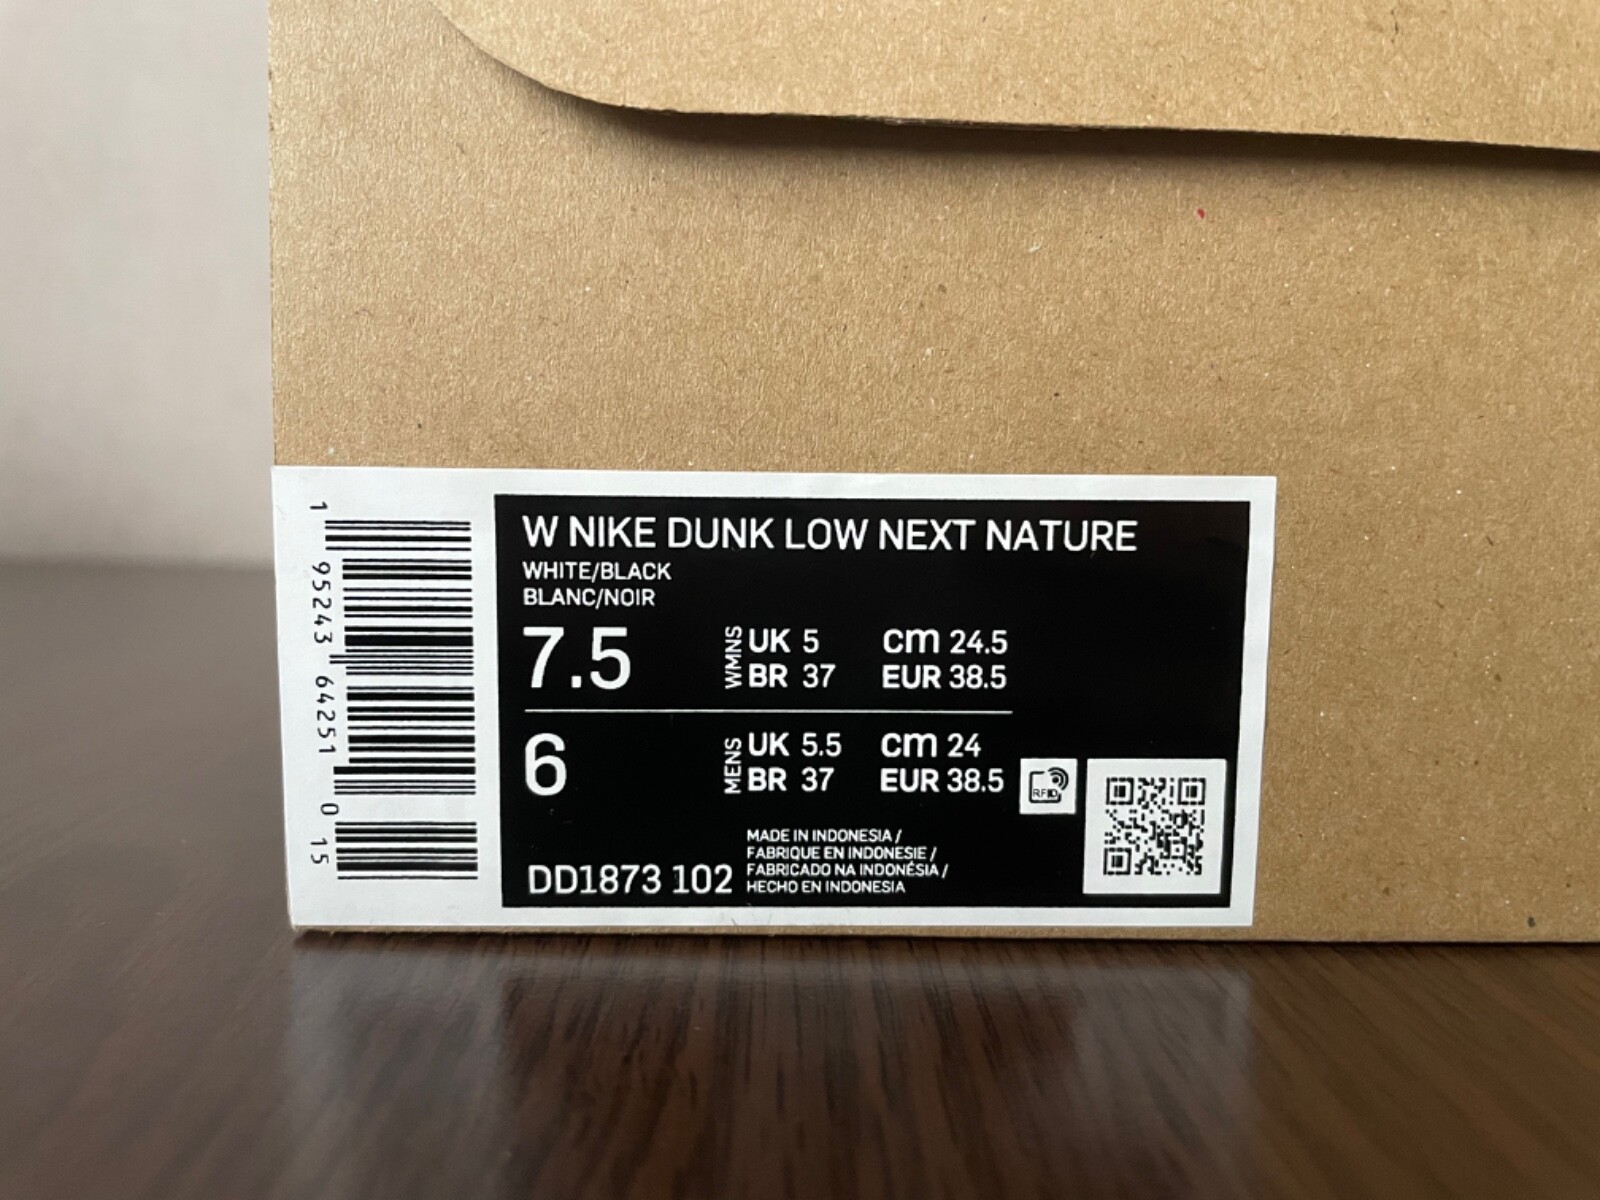 W NIKE DUNK LOW NEXT NATURE
WHITE/BLACK
BLANC/NOIR
7.5 WMNS UK 5 cm 24.5
BR 37 EUR 38.5
6 MENS UK 5.5 cm 24
BR 37 EUR 38.5
RFID
MADE IN INDONESIA /
FABRIQUE EN INDONESIE /
FABRICADO NA INDONÉSIA /
HECHO EN INDONESIA
DD1873 102
1 95243 64251 0 15